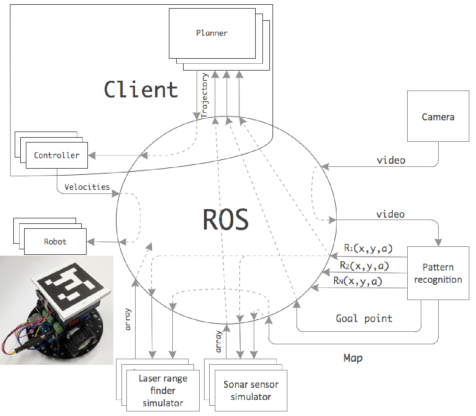 Planner
Client
Trajectory
Camera
Controller
video
Velocities
ROS
video
Robot
R1(x,y,a)
R2(x,y,a)
RN(x,y,a)
Pattern
recognition
Goal point
array
array
Map
Laser range
finder
simulator
Sonar sensor
simulator